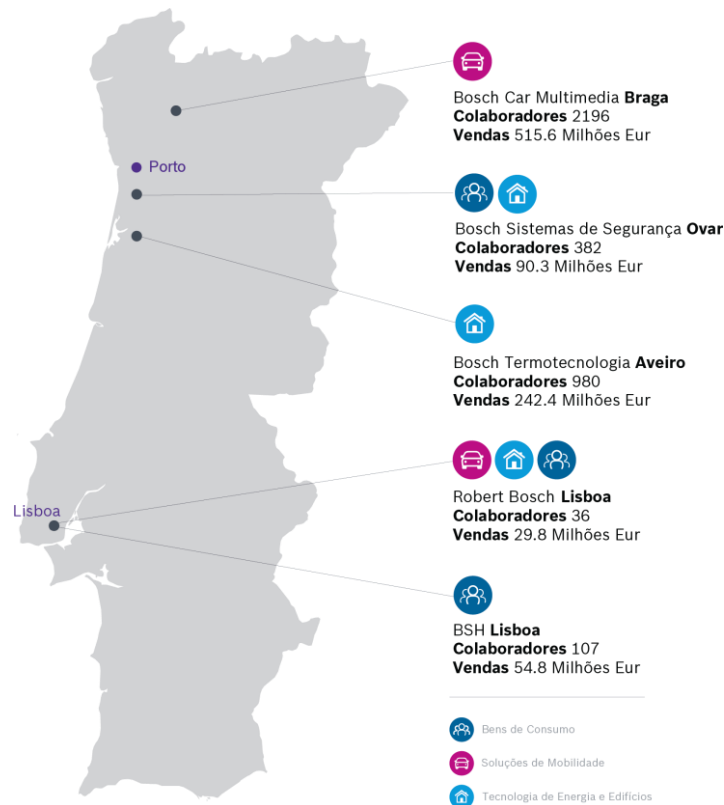 Bosch Car Multimedia Braga
Colaboradores 2196
Vendas 515.6 Milhões Eur
Porto
Bosch Sistemas de Segurança Ovar
Colaboradores 382
Vendas 90.3 Milhões Eur
Bosch Termotecnologia Aveiro
Colaboradores 980
Vendas 242.4 Milhões Eur
Lisboa
Robert Bosch Lisboa
Colaboradores 36
Vendas 29.8 Milhões Eur
BSH Lisboa
Colaboradores 107
Vendas 54.8 Milhões Eur
Bens de Consumo
Soluções de Mobilidade
Tecnologia de Energia e Edifícios